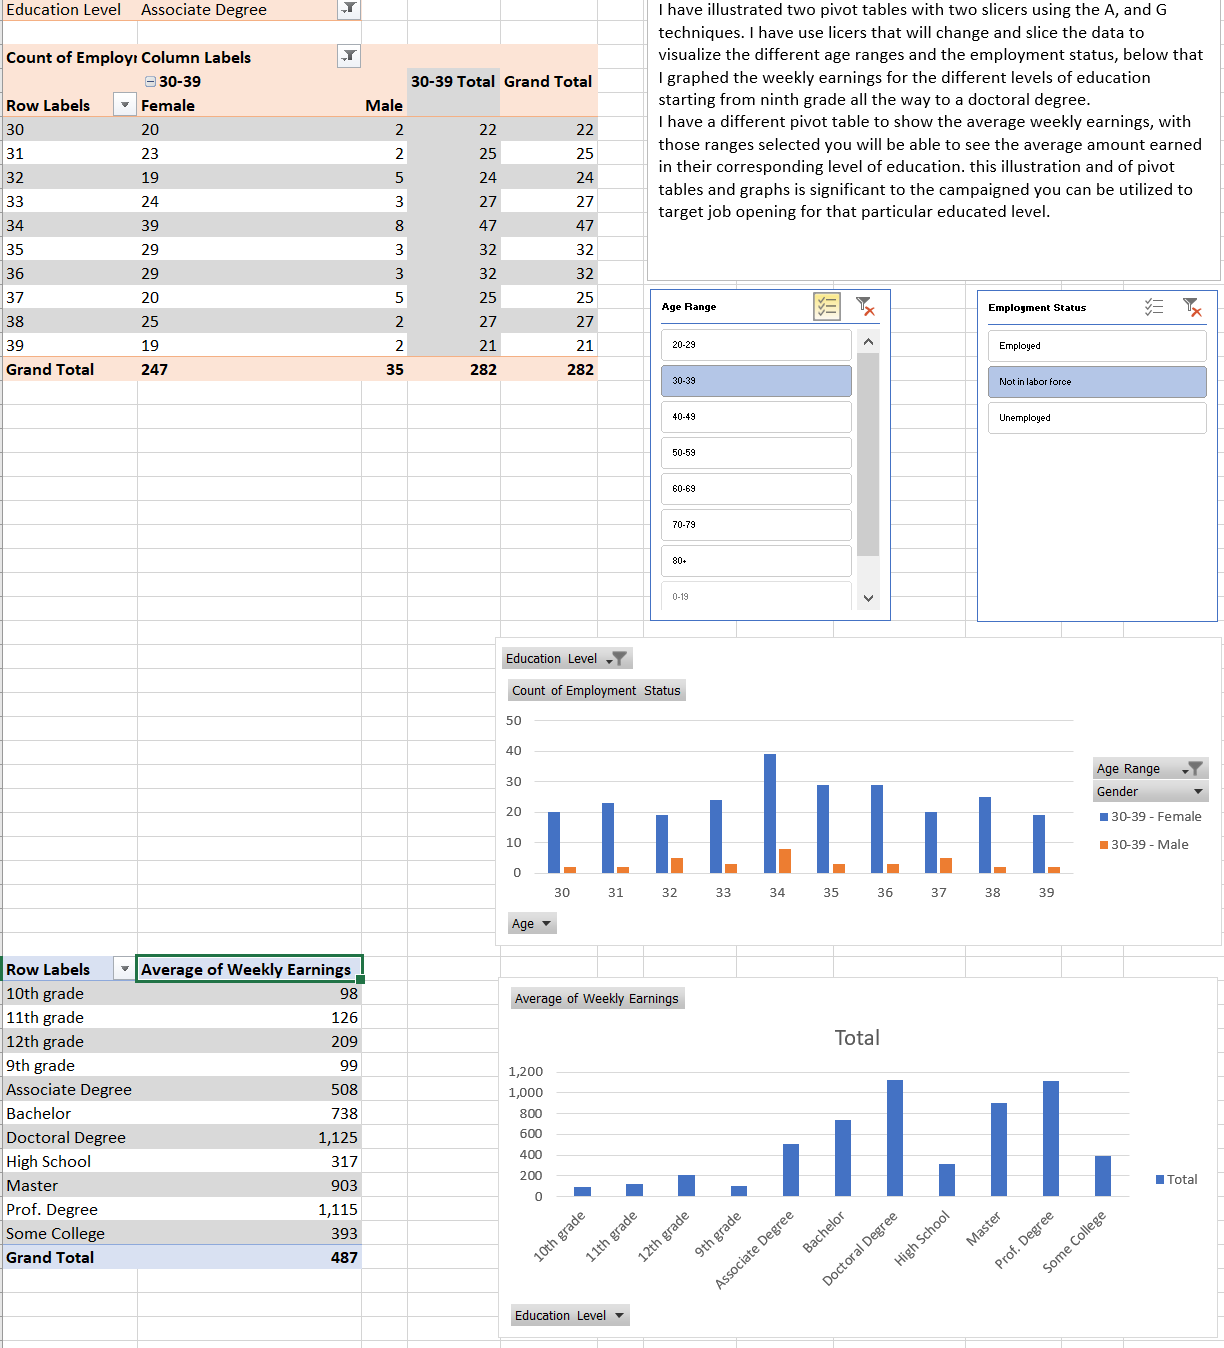 Education Level Associate Degree
Count of Employı Column Labels
30-39 30-39 Total Grand Total
Row Labels Female Male
30 20 2 22 22
31 23 2 25 25
32 19 5 24 24
33 24 3 27 27
34 39 8 47 47
35 29 3 32 32
36 29 3 32 32
37 20 5 25 25
38 25 2 27 27
39 19 2 21 21
Grand Total 247 35 282 282
I have illustrated two pivot tables with two slicers using the A, and G
techniques. I have use licers that will change and slice the data to
visualize the different age ranges and the employment status, below that
I graphed the weekly earnings for the different levels of education
starting from ninth grade all the way to a doctoral degree.
I have a different pivot table to show the average weekly earnings, with
those ranges selected you will be able to see the average amount earned
in their corresponding level of education. this illustration and of pivot
tables and graphs is significant to the campaigned you can be utilized to
target job opening for that particular educated level.
Age Range
20-29
30-39
40-49
50-59
60-69
70-79
80+
0-19
Employment Status
Employed
Not in labor force
Unemployed
Education Level
Count of Employment Status
50
40
30
20
10
0
30 31 32 33 34 35 36 37 38 39
Age
Age Range
Gender
30-39 - Female
30-39 - Male
Row Labels Average of Weekly Earnings
10th grade 98
11th grade 126
12th grade 209
9th grade 99
Associate Degree 508
Bachelor 738
Doctoral Degree 1,125
High School 317
Master 903
Prof. Degree 1,115
Some College 393
Grand Total 487
Average of Weekly Earnings
Total
1,200
1,000
800
600
400
200
0
10th grade
11th grade
12th grade
9th grade
Associate Degree
Bachelor
Doctoral Degree
High School
Master
Prof. Degree
Some College
Total
Education Level